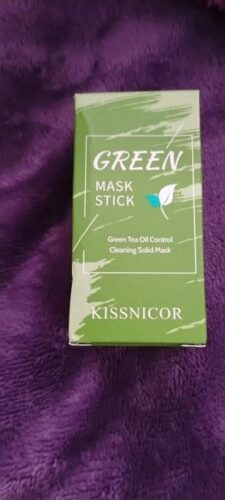 GREEN
MASK
STICK
Green Tea Oil Control
Cleaning Solid Mask
KISSNICOR